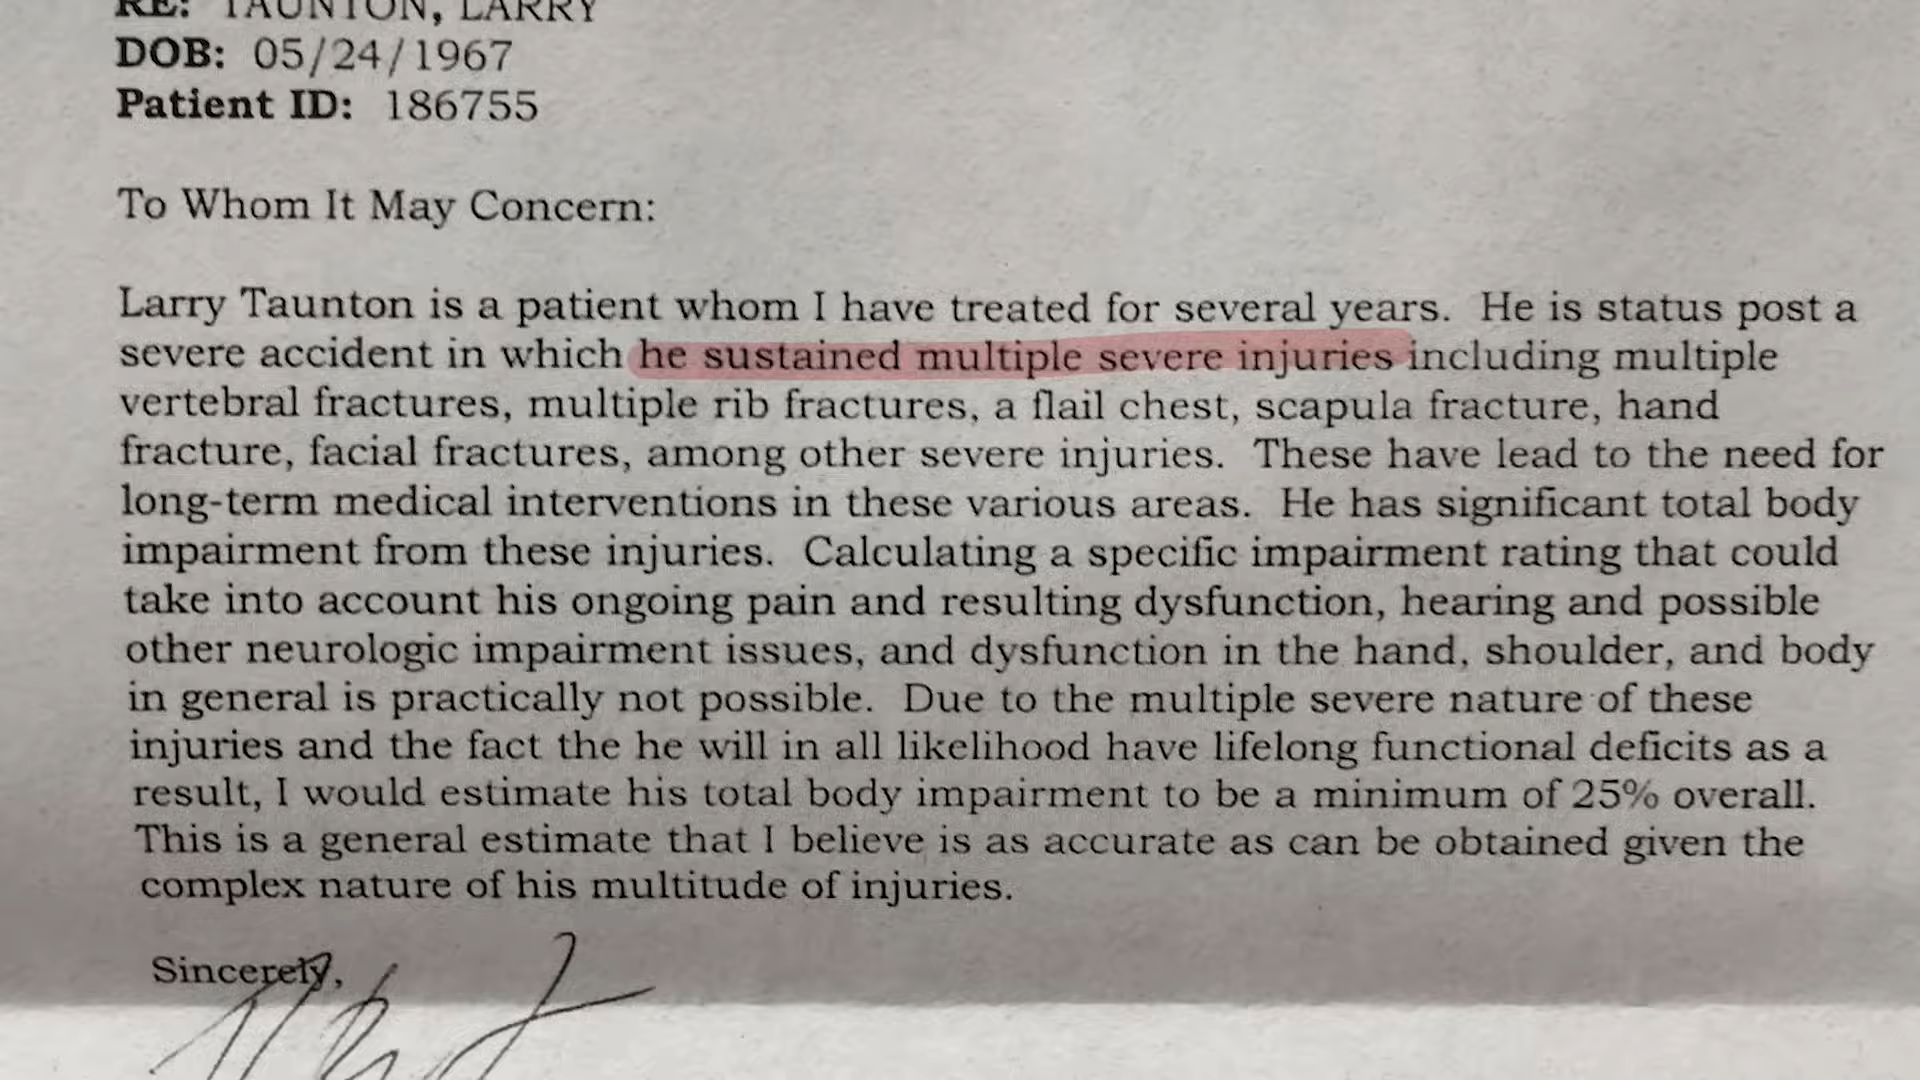 RE: TAUNTON, LARRY
DOB: 05/24/1967
Patient ID: 186755
To Whom It May Concern:
Larry Taunton is a patient whom I have treated for several years. He is status post a
severe accident in which he sustained multiple severe injuries including multiple
vertebral fractures, multiple rib fractures, a flail chest, scapula fracture, hand
fracture, facial fractures, among other severe injuries. These have lead to the need for
long-term medical interventions in these various areas. He has significant total body
impairment from these injuries. Calculating a specific impairment rating that could
take into account his ongoing pain and resulting dysfunction, hearing and possible
other neurologic impairment issues, and dysfunction in the hand, shoulder, and body
in general is practically not possible. Due to the multiple severe nature of these
injuries and the fact the he will in all likelihood have lifelong functional deficits as a
result, I would estimate his total body impairment to be a minimum of 25% overall.
This is a general estimate that I believe is as accurate as can be obtained given the
complex nature of his multitude of injuries.
Sincerely,